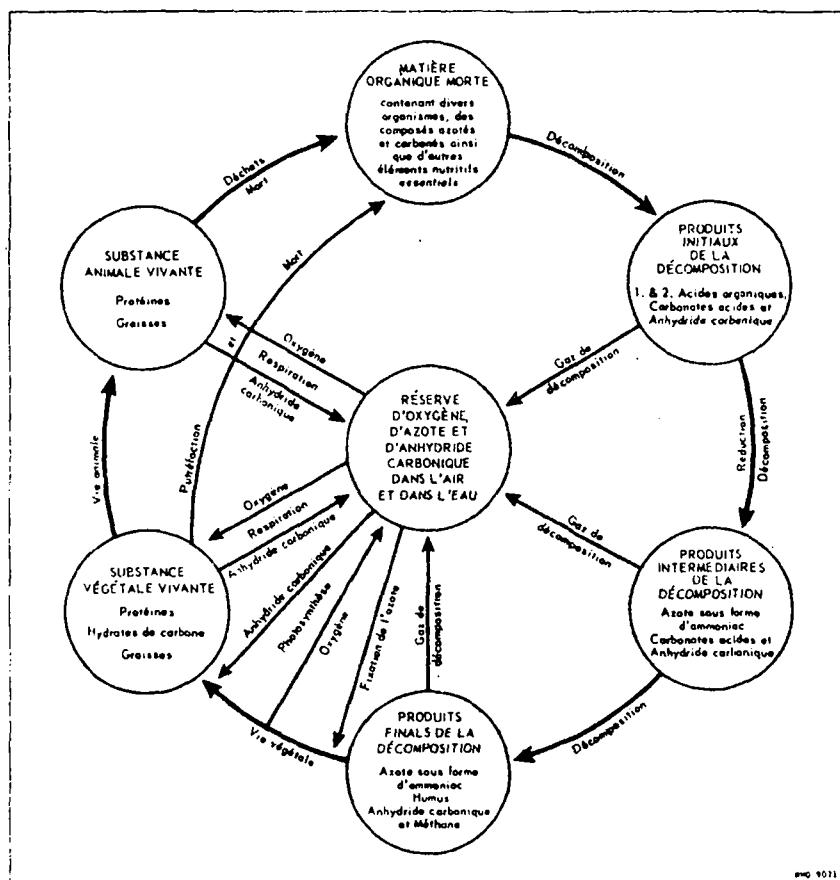 MATIÈRE
ORGANIQUE MORTE
contenant divers
organismes, des
composés azotés
et carbonés ainsi
que d'autres
éléments nutritifs
essentiels
Déchets
Mort
Décomposition
SUBSTANCE
ANIMALE VIVANTE
Protéines
Graisses
PRODUITS
INITIAUX
DE LA
DÉCOMPOSITION
1. & 2. Acides organiques,
Carbonates acides et
Anhydride carbonique
Mort
et
Putréfaction
Oxygène
Respiration
Anhydride
carbonique
Gaz de
décomposition
RÉSERVE
D'OXYGÈNE,
D'AZOTE ET
D'ANHYDRIDE
CARBONIQUE
DANS L'AIR
ET DANS L'EAU
Vie animale
Réduction
Décomposition
Oxygène
Respiration
Anhydride carbonique
Gaz de
décomposition
SUBSTANCE
VÉGÉTALE VIVANTE
Protéines
Hydrates de carbone
Graisses
Anhydride carbonique
Photosynthèse
Oxygène
Fixation de l'azote
Gaz de
décomposition
PRODUITS
INTERMÉDIAIRES
DE LA
DÉCOMPOSITION
Azote sous forme
d'ammoniac
Carbonates acides et
Anhydride carbonique
Vie végétale
Décomposition
PRODUITS
FINALS DE LA
DÉCOMPOSITION
Azote sous forme
d'ammoniac
Humus
Anhydride carbonique
et Méthane